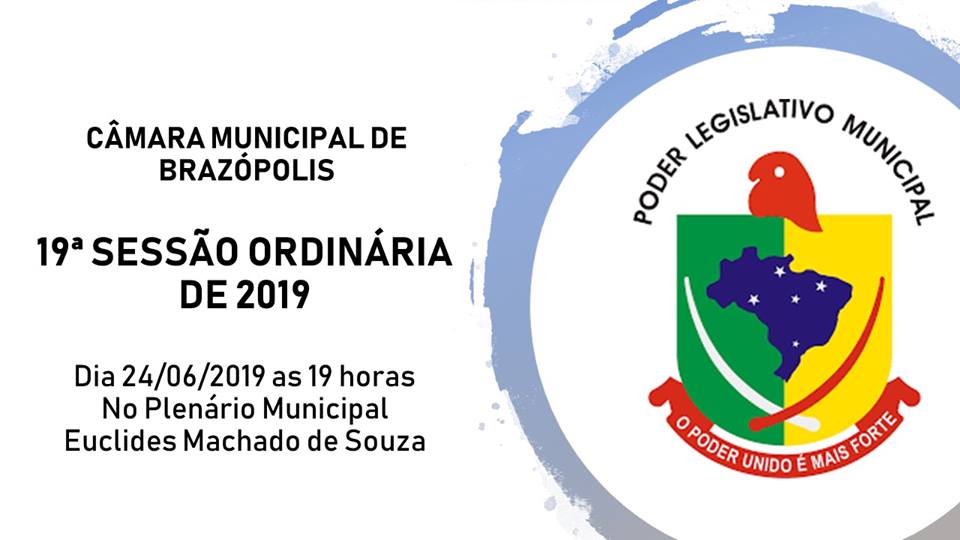 CÂMARA MUNICIPAL DE
BRAZÓPOLIS
19ª SESSÃO ORDINÁRIA
DE 2019
Dia 24/06/2019 as 19 horas
No Plenário Municipal
Euclides Machado de Souza
PODER LEGISLATIVO MUNICIPAL
O PODER UNIDO É MAIS FORTE